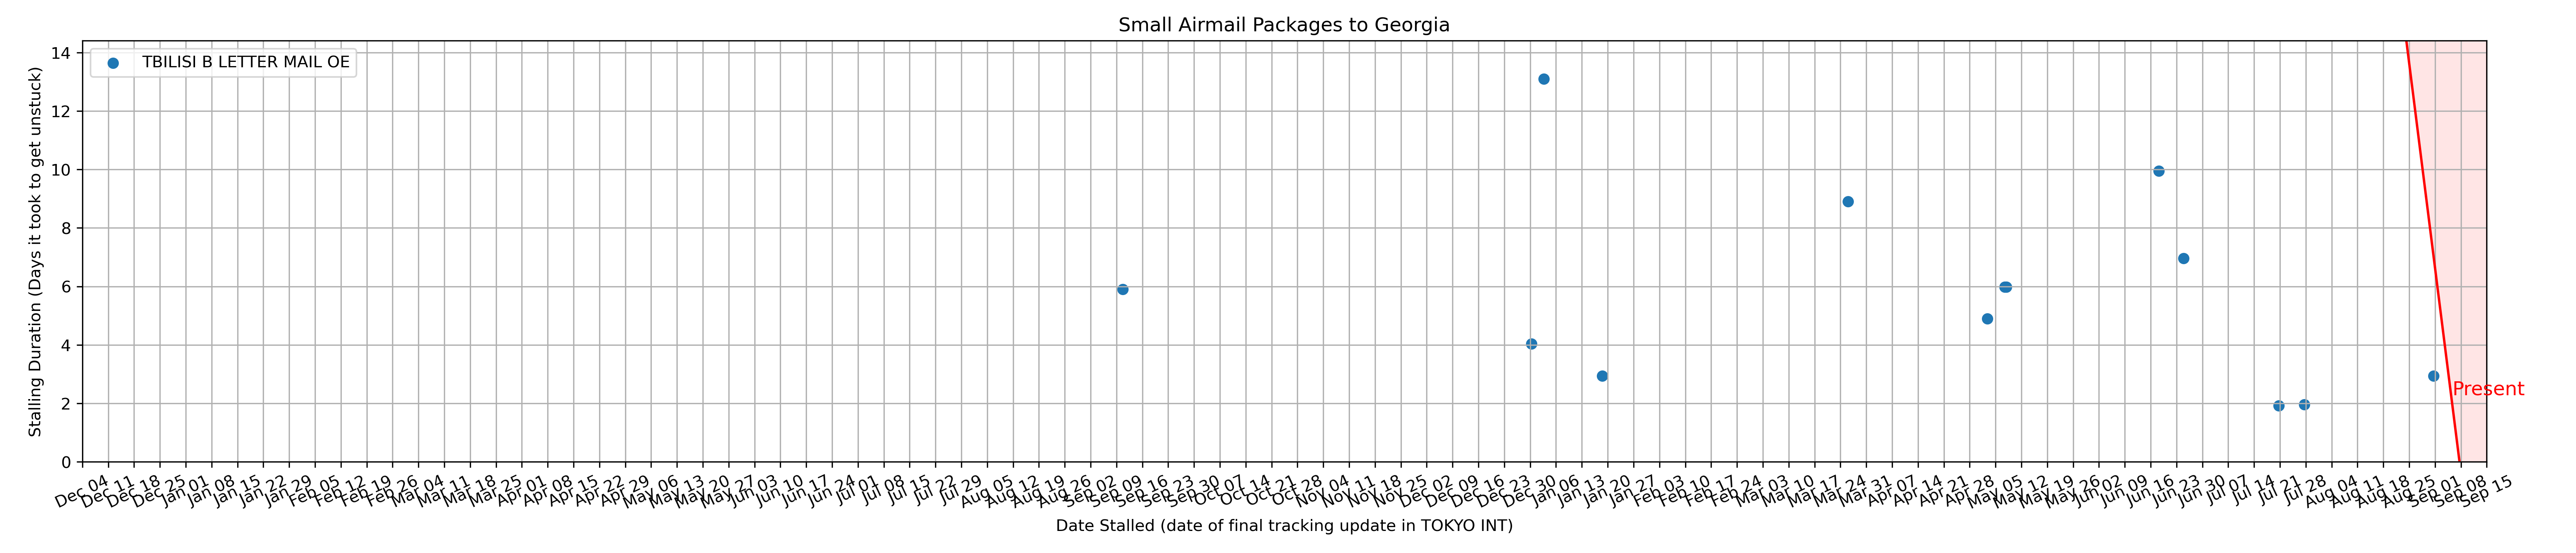 Small Airmail Packages to Georgia
TBILISI B LETTER MAIL OE
Stalling Duration (Days it took to get unstuck)
14
12
10
8
6
4
2
0
Present
Dec 04 Dec 11 Dec 18 Dec 25 Jan 01 Jan 08 Jan 15 Jan 22 Jan 29 Feb 05 Feb 12 Feb 19 Feb 26 Mar 04 Mar 11 Mar 18 Mar 25 Apr 01 Apr 08 Apr 15 Apr 22 Apr 29 May 06 May 13 May 20 May 27 Jun 03 Jun 10 Jun 17 Jun 24 Jul 01 Jul 08 Jul 15 Jul 22 Jul 29 Aug 05 Aug 12 Aug 19 Aug 26 Sep 02 Sep 09 Sep 16 Sep 23 Sep 30 Oct 07 Oct 14 Oct 21 Oct 28 Nov 04 Nov 11 Nov 18 Nov 25 Dec 02 Dec 09 Dec 16 Dec 23 Dec 30 Jan 06 Jan 13 Jan 20 Jan 27 Feb 03 Feb 10 Feb 17 Feb 24 Mar 03 Mar 10 Mar 17 Mar 24 Mar 31 Apr 07 Apr 14 Apr 21 Apr 28 May 05 May 12 May 19 May 26 Jun 02 Jun 09 Jun 16 Jun 23 Jun 30 Jul 07 Jul 14 Jul 21 Jul 28 Aug 04 Aug 11 Aug 18 Aug 25 Sep 01 Sep 08 Sep 15
Date Stalled (date of final tracking update in TOKYO INT)